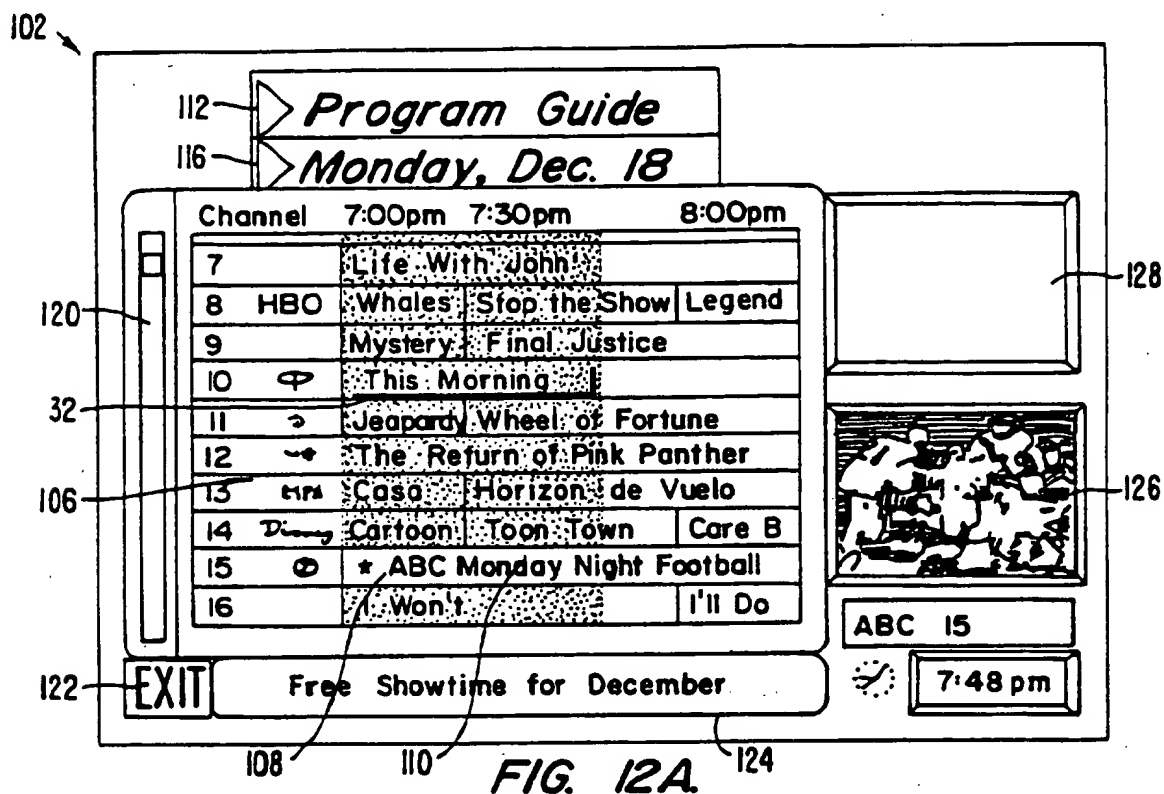 102
112 Program Guide
116 Monday, Dec. 18
Channel 7:00pm 7:30pm 8:00pm
7 Life With John
8 HBO Whales Stop the Show Legend
9 Mystery Final Justice
10 This Morning
11 Jeapardy Wheel of Fortune
12 The Return of Pink Panther
13 Casa Horizon de Vuelo
14 Disney Cartoon Toon Town Care B
15 * ABC Monday Night Football
16 I Won't I'll Do
120
32
106
128
126
ABC 15
7:48 pm
122 EXIT Free Showtime for December
108 110 124
FIG. 12A.